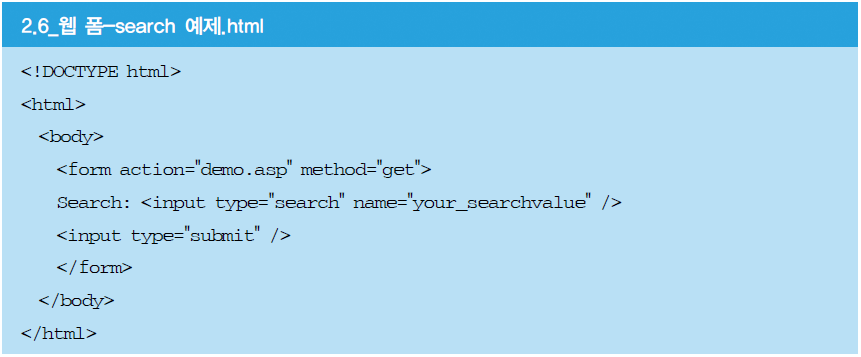 2.6_웹 폼-search 예제.html
<!DOCTYPE html>
<html>
<body>
<form action="demo.asp" method="get">
Search: <input type="search" name="your_searchvalue" />
<input type="submit" />
</form>
</body>
</html>